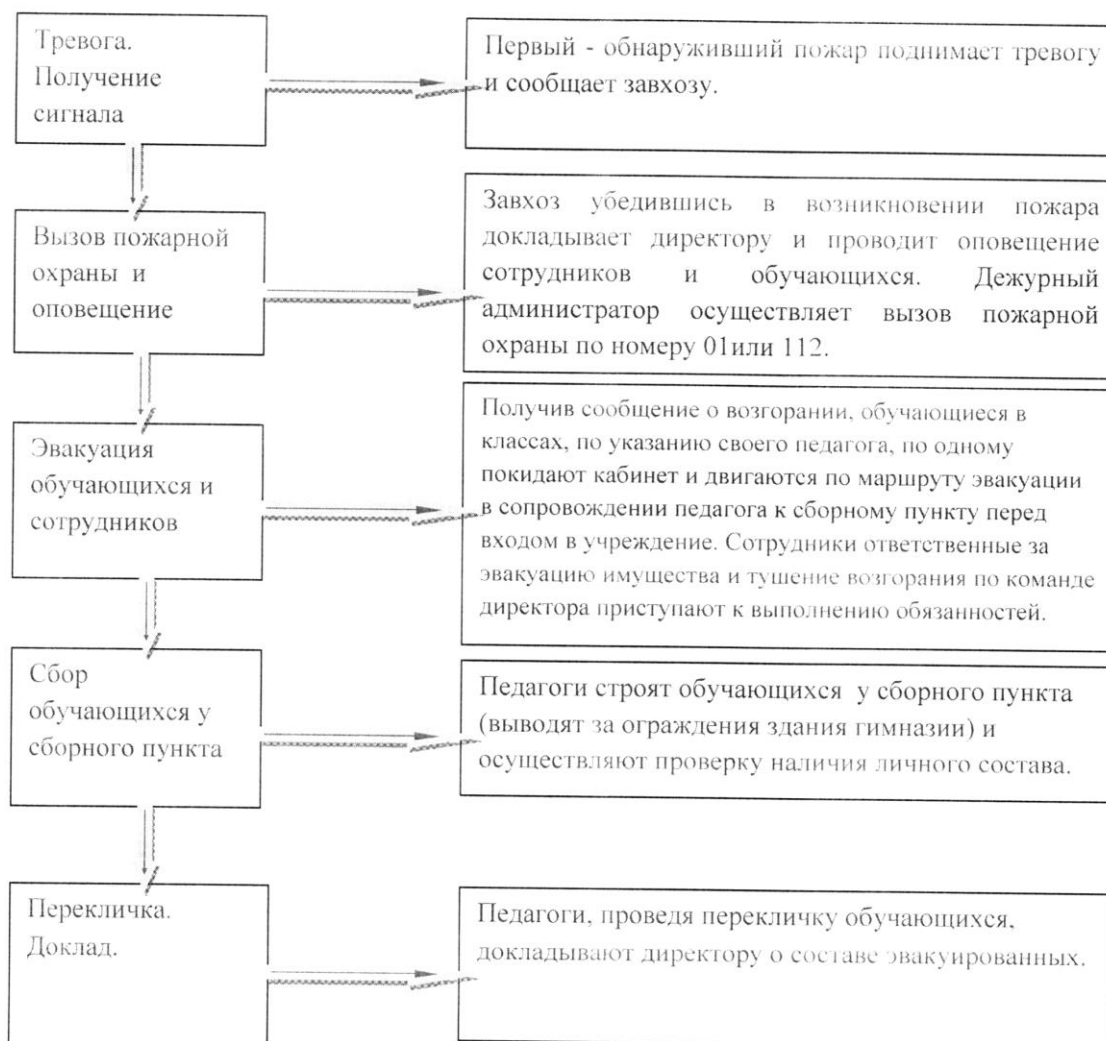 Тревога.
Получение
сигнала
Первый - обнаруживший пожар поднимает тревогу
и сообщает завхозу.
Вызов пожарной
охраны и
оповещение
Завхоз убедившись в возникновении пожара
докладывает директору и проводит оповещение
сотрудников и обучающихся. Дежурный
администратор осуществляет вызов пожарной
охраны по номеру 01или 112.
Эвакуация
обучающихся и
сотрудников
Получив сообщение о возгорании, обучающиеся в
классах, по указанию своего педагога, по одному
покидают кабинет и двигаются по маршруту эвакуации
в сопровождении педагога к сборному пункту перед
входом в учреждение. Сотрудники ответственные за
эвакуацию имущества и тушение возгорания по команде
директора приступают к выполнению обязанностей.
Сбор
обучающихся у
сборного пункта
Педагоги строят обучающихся у сборного пункта
(выводят за ограждения здания гимназии) и
осуществляют проверку наличия личного состава.
Перекличка.
Доклад.
Педагоги, проведя перекличку обучающихся,
докладывают директору о составе эвакуированных.